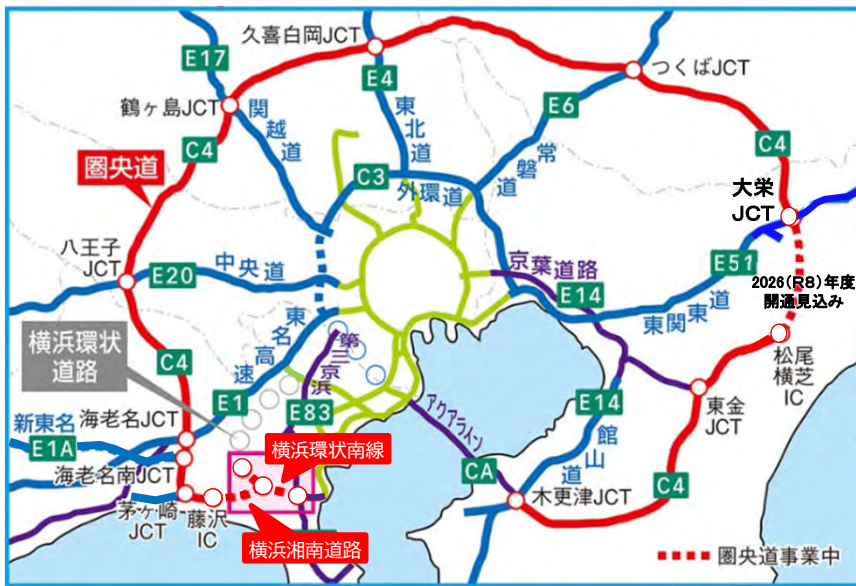 久喜白岡JCT
E17
E4
つくばJCT
鶴ヶ島JCT
関越道
東北道
E6
常磐道
C4
C4
圏央道
C3
外環道
大栄
JCT
八王子
JCT
E20
中央道
京葉道路
E14
E51
東関東道
2026(R8)年度
開通見込み
横浜環状
道路
C4
東名高速
E1
第三京浜
E83
アクアライン
E14
館山道
松尾
横芝
IC
東金
JCT
新東名
E1A
海老名JCT
海老名南JCT
横浜環状南線
CA
C4
茅ヶ崎
JCT
藤沢
IC
横浜湘南道路
木更津JCT
圏央道事業中